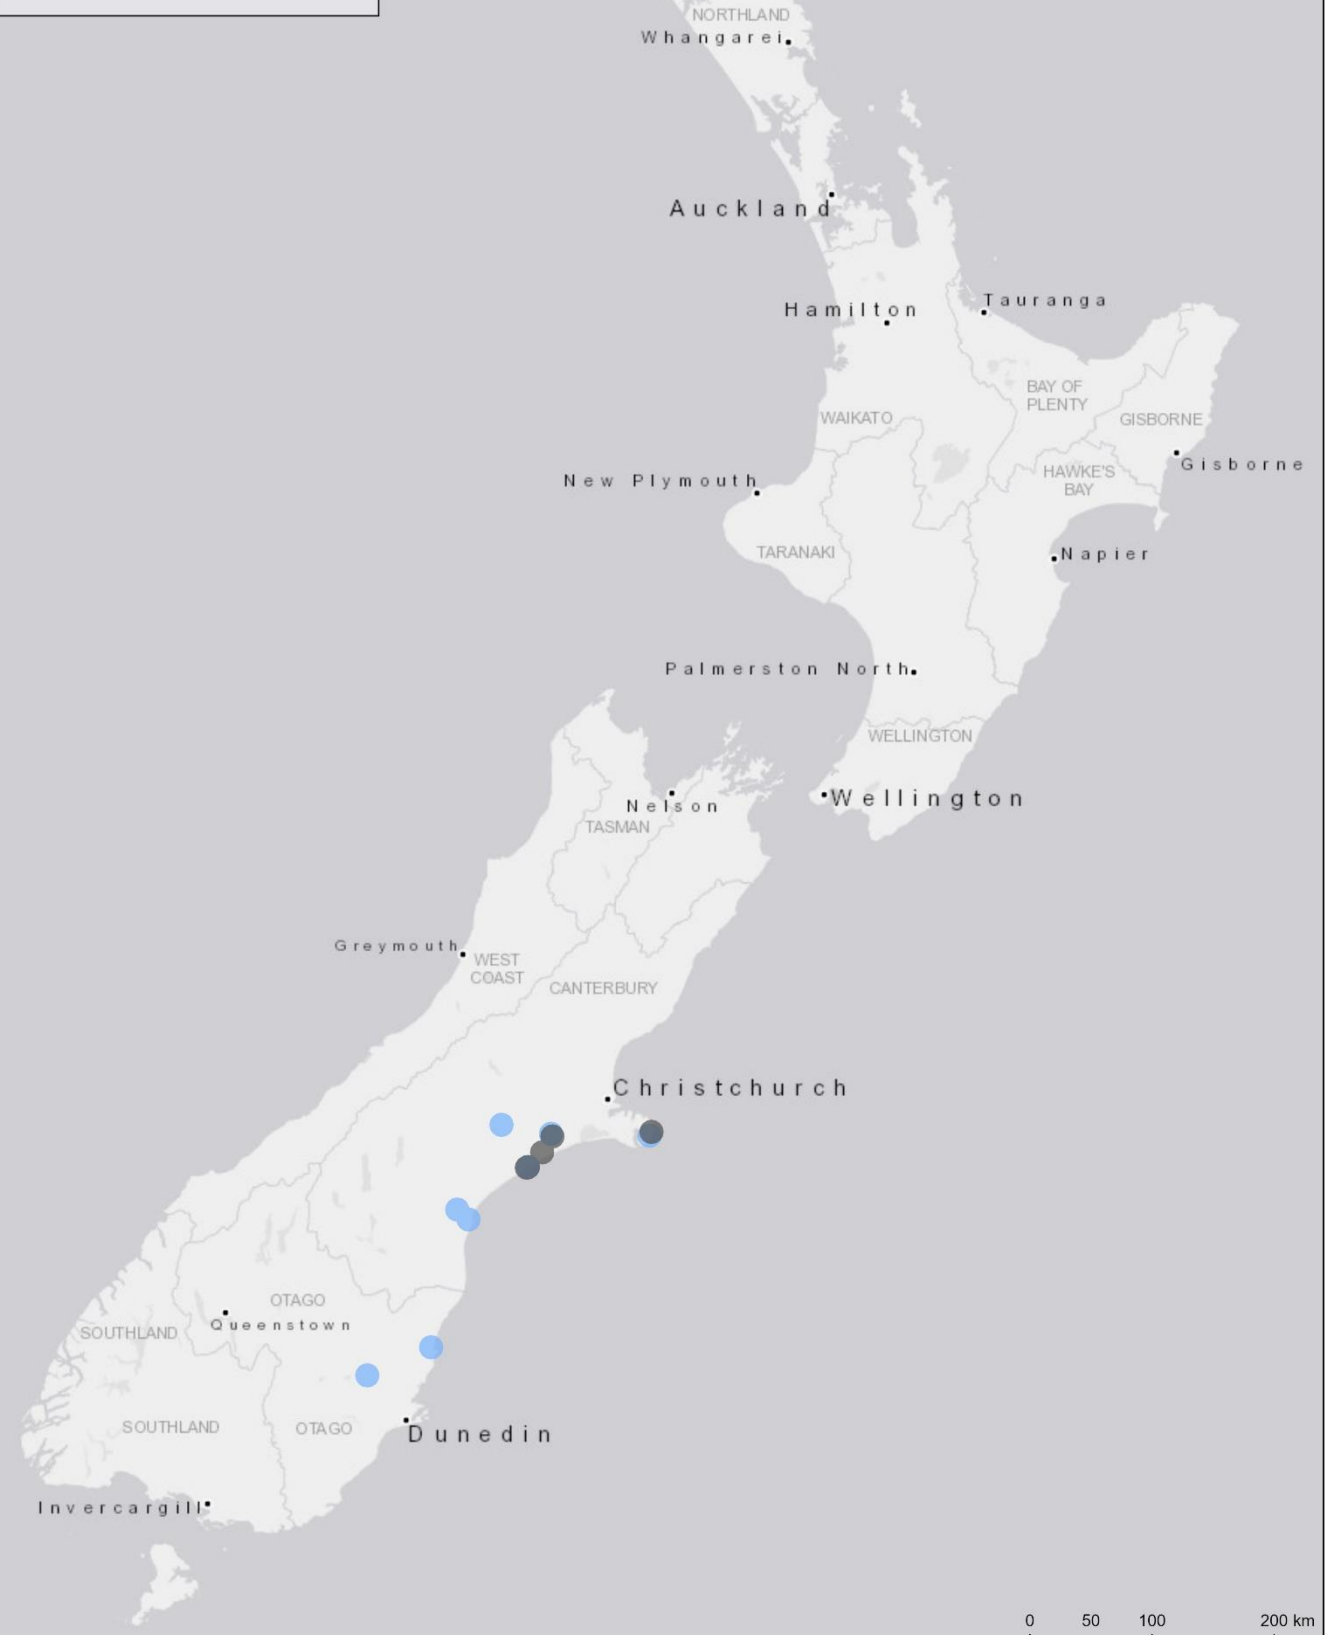 NORTHLAND
Whangarei
Auckland
Hamilton
Tauranga
BAY OF
PLENTY
WAIKATO
GISBORNE
Gisborne
HAWKE'S
BAY
New Plymouth
TARANAKI
Napier
Palmerston North
WELLINGTON
Wellington
Nelson
TASMAN
Greymouth
WEST
COAST
CANTERBURY
Christchurch
OTAGO
Queenstown
SOUTHLAND
SOUTHLAND
OTAGO
Dunedin
Invercargill
0 50 100 200 km